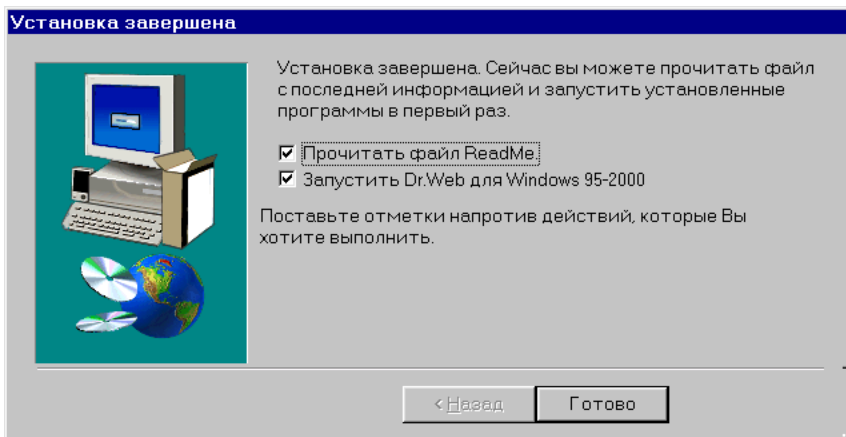 Установка завершена
Установка завершена. Сейчас вы можете прочитать файл
с последней информацией и запустить установленные
программы в первый раз.
Прочитать файл ReadMe.
Запустить Dr.Web для Windows 95-2000
Поставьте отметки напротив действий, которые Вы
хотите выполнить.
< Назад
Готово